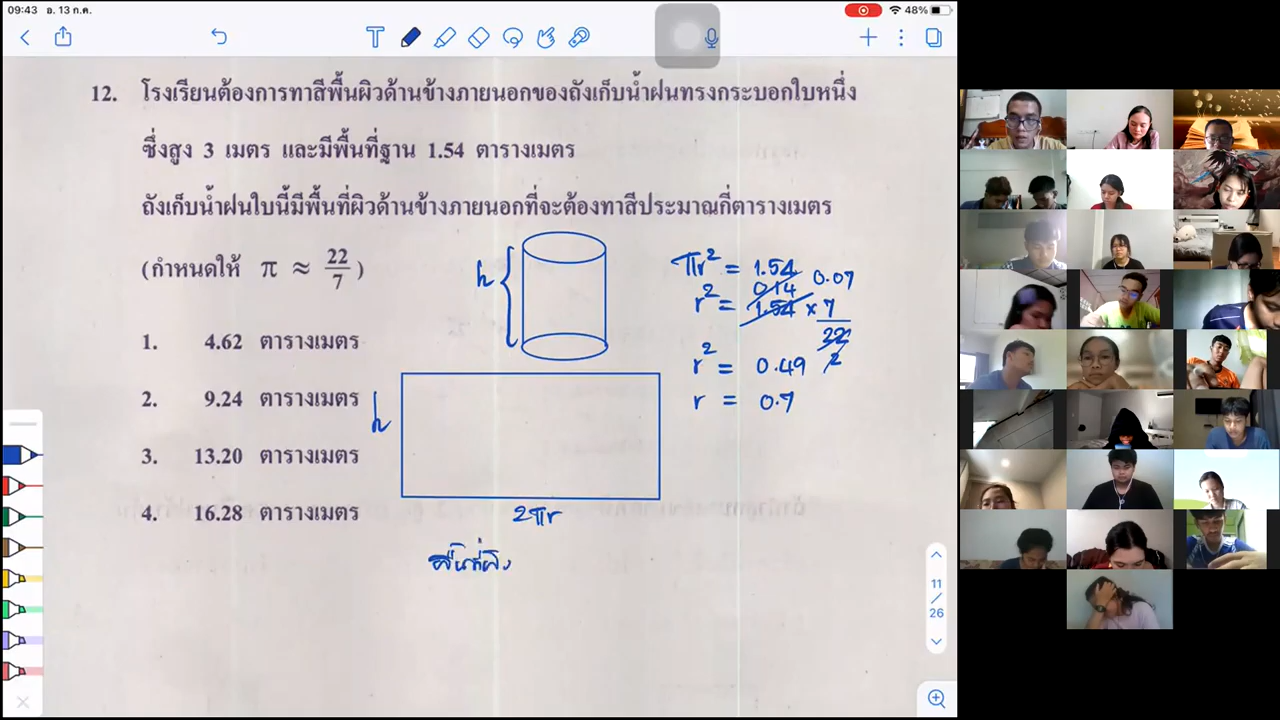 09:43 อ. 13 ก.ค.
48%
12. โรงเรียนต้องการทาสีพื้นผิวด้านข้างภายนอกของถังเก็บน้ำฝนทรงกระบอกใบหนึ่ง
ซึ่งสูง 3 เมตร และมีพื้นที่ฐาน 1.54 ตารางเมตร
ถังเก็บน้ำฝนใบนี้มีพื้นที่ผิวด้านข้างภายนอกที่จะต้องทาสีประมาณกี่ตารางเมตร
(กำหนดให้ π ≈ 22/7)
1. 4.62 ตารางเมตร
2. 9.24 ตารางเมตร
3. 13.20 ตารางเมตร
4. 16.28 ตารางเมตร
h
h
2πr
πr² = 1.54
0.14 0.07
r² = 1.54 × 7
22
2
r² = 0.49
r = 0.7
11
/
26